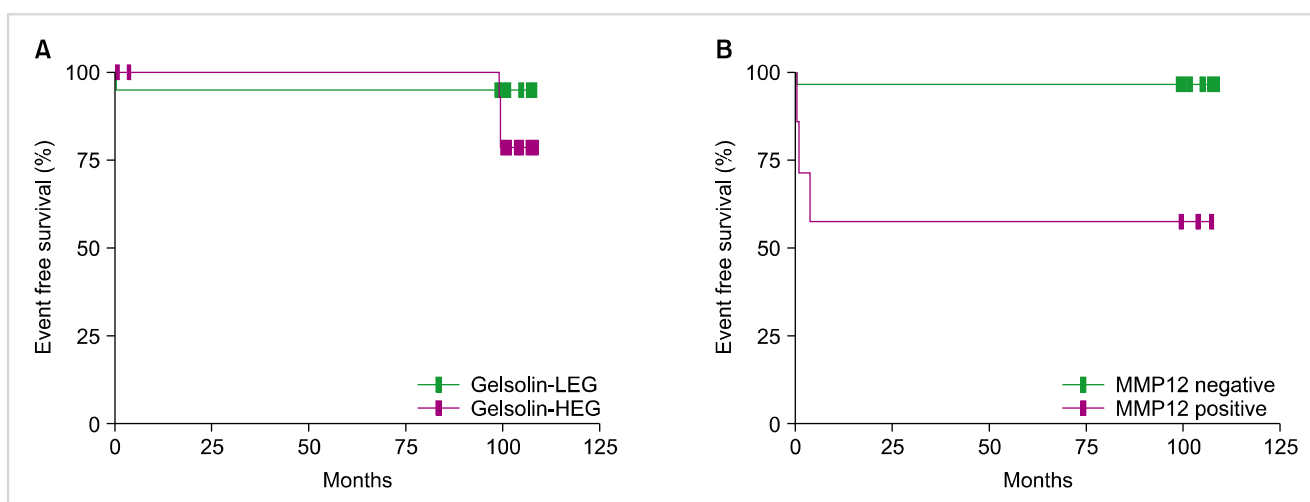 A
Event free survival (%)
100
75
50
25
0
Gelsolin-LEG
Gelsolin-HEG
0 25 50 75 100 125
Months
B
Event free survival (%)
100
75
50
25
0
MMP12 negative
MMP12 positive
0 25 50 75 100 125
Months